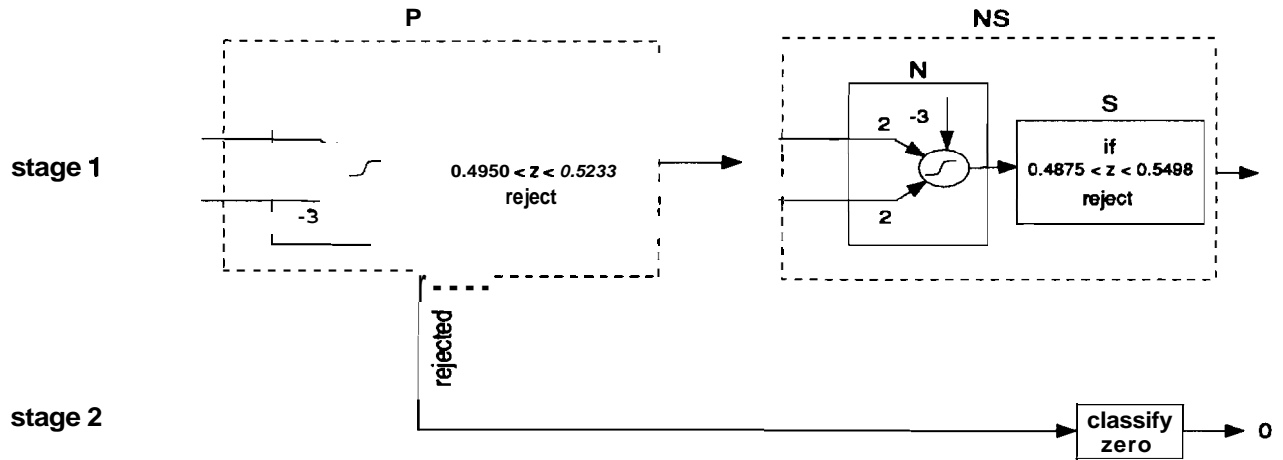 P
NS
N
S
stage 1
-3
0.4950 < z < 0.5233
reject
2
-3
2
if
0.4875 < z < 0.5498
reject
rejected
stage 2
classify
zero
0